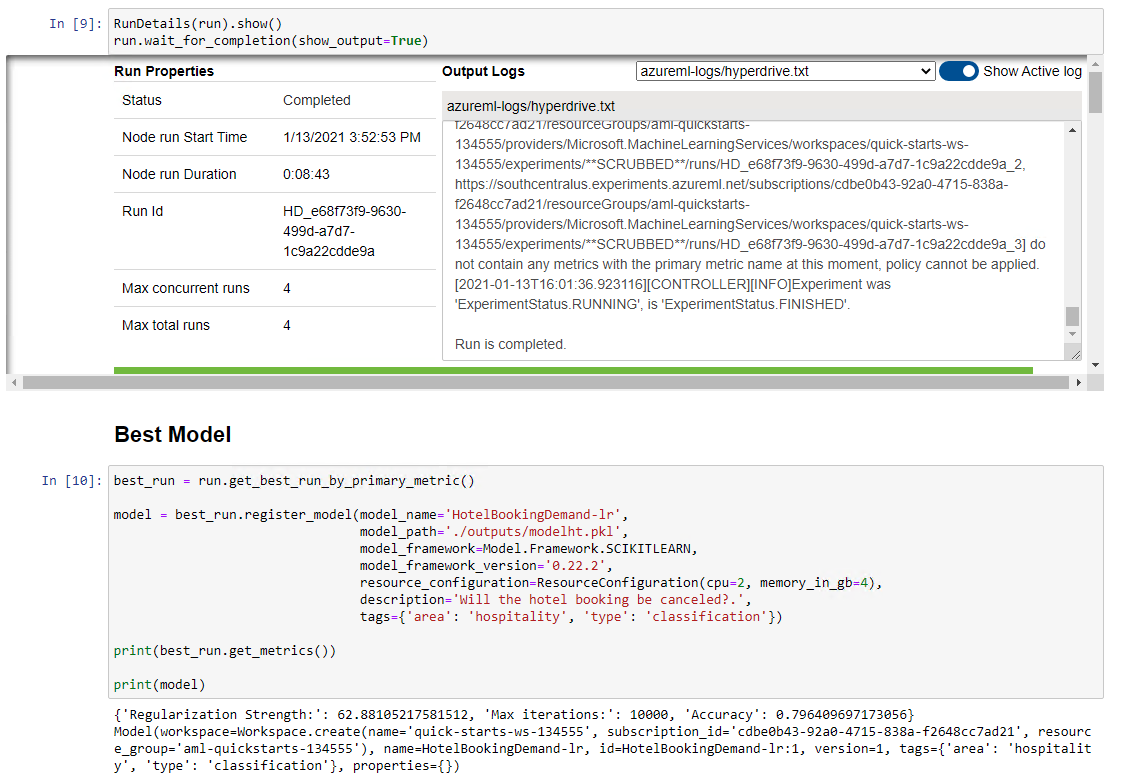 In [9]:
RunDetails(run).show()
run.wait_for_completion(show_output=True)
Run Properties
Status Completed
Node run Start Time 1/13/2021 3:52:53 PM
Node run Duration 0:08:43
Run Id HD_e68f73f9-9630-
499d-a7d7-
1c9a22cdde9a
Max concurrent runs 4
Max total runs 4
Output Logs
azureml-logs/hyperdrive.txt
Show Active log
azureml-logs/hyperdrive.txt
f2648cc7ad21/resourceGroups/aml-quickstarts-
134555/providers/Microsoft.MachineLearningServices/workspaces/quick-starts-ws-
134555/experiments/**SCRUBBED**/runs/HD_e68f73f9-9630-499d-a7d7-1c9a22cdde9a_2,
https://southcentralus.experiments.azureml.net/subscriptions/cdbe0b43-92a0-4715-838a-
f2648cc7ad21/resourceGroups/aml-quickstarts-
134555/providers/Microsoft.MachineLearningServices/workspaces/quick-starts-ws-
134555/experiments/**SCRUBBED**/runs/HD_e68f73f9-9630-499d-a7d7-1c9a22cdde9a_3] do
not contain any metrics with the primary metric name at this moment, policy cannot be applied.
[2021-01-13T16:01:36.923116][CONTROLLER][INFO]Experiment was
'ExperimentStatus.RUNNING', is 'ExperimentStatus.FINISHED'.
Run is completed.
Best Model
In [10]:
best_run = run.get_best_run_by_primary_metric()
model = best_run.register_model(model_name='HotelBookingDemand-lr',
model_path='./outputs/modelht.pkl',
model_framework=Model.Framework.SCIKITLEARN,
model_framework_version='0.22.2',
resource_configuration=ResourceConfiguration(cpu=2, memory_in_gb=4),
description='Will the hotel booking be canceled?.',
tags={'area': 'hospitality', 'type': 'classification'})
print(best_run.get_metrics())
print(model)
{'Regularization Strength:': 62.88105217581512, 'Max iterations:': 10000, 'Accuracy': 0.796409697173056}
Model(workspace=Workspace.create(name='quick-starts-ws-134555', subscription_id='cdbe0b43-92a0-4715-838a-f2648cc7ad21', resourc
e_group='aml-quickstarts-134555'), name=HotelBookingDemand-lr, id=HotelBookingDemand-lr:1, version=1, tags={'area': 'hospitalit
y', 'type': 'classification'}, properties={})